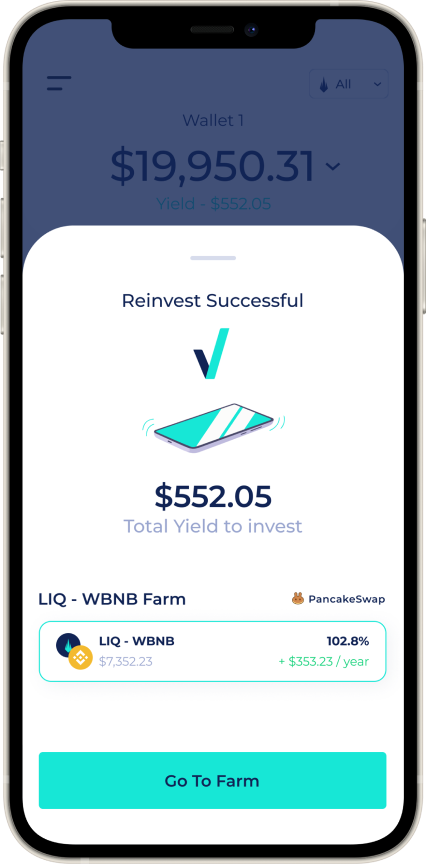 All
Wallet 1
$19,950.31
Yield - $552.05
Reinvest Successful
$552.05
Total Yield to invest
LIQ - WBNB Farm
PancakeSwap
LIQ - WBNB
102.8%
$7,352.23
+ $353.23 / year
Go To Farm